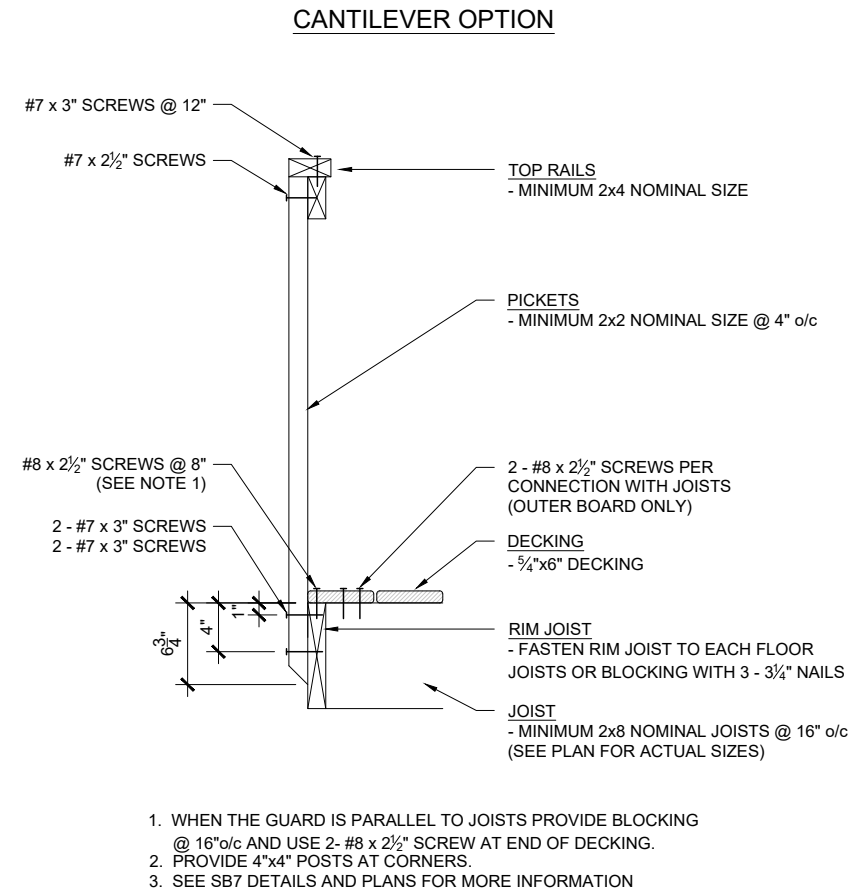 CANTILEVER OPTION
#7 x 3" SCREWS @ 12"
#7 x 2½" SCREWS
TOP RAILS
- MINIMUM 2x4 NOMINAL SIZE
PICKETS
- MINIMUM 2x2 NOMINAL SIZE @ 4" o/c
#8 x 2½" SCREWS @ 8"
(SEE NOTE 1)
2 - #8 x 2½" SCREWS PER
CONNECTION WITH JOISTS
(OUTER BOARD ONLY)
2 - #7 x 3" SCREWS
2 - #7 x 3" SCREWS
DECKING
- 5⁄4"x6" DECKING
1"
4"
6¾"
RIM JOIST
- FASTEN RIM JOIST TO EACH FLOOR
JOISTS OR BLOCKING WITH 3 - 3¼" NAILS
JOIST
- MINIMUM 2x8 NOMINAL JOISTS @ 16" o/c
(SEE PLAN FOR ACTUAL SIZES)
1. WHEN THE GUARD IS PARALLEL TO JOISTS PROVIDE BLOCKING
@ 16"o/c AND USE 2- #8 x 2½" SCREW AT END OF DECKING.
2. PROVIDE 4"x4" POSTS AT CORNERS.
3. SEE SB7 DETAILS AND PLANS FOR MORE INFORMATION